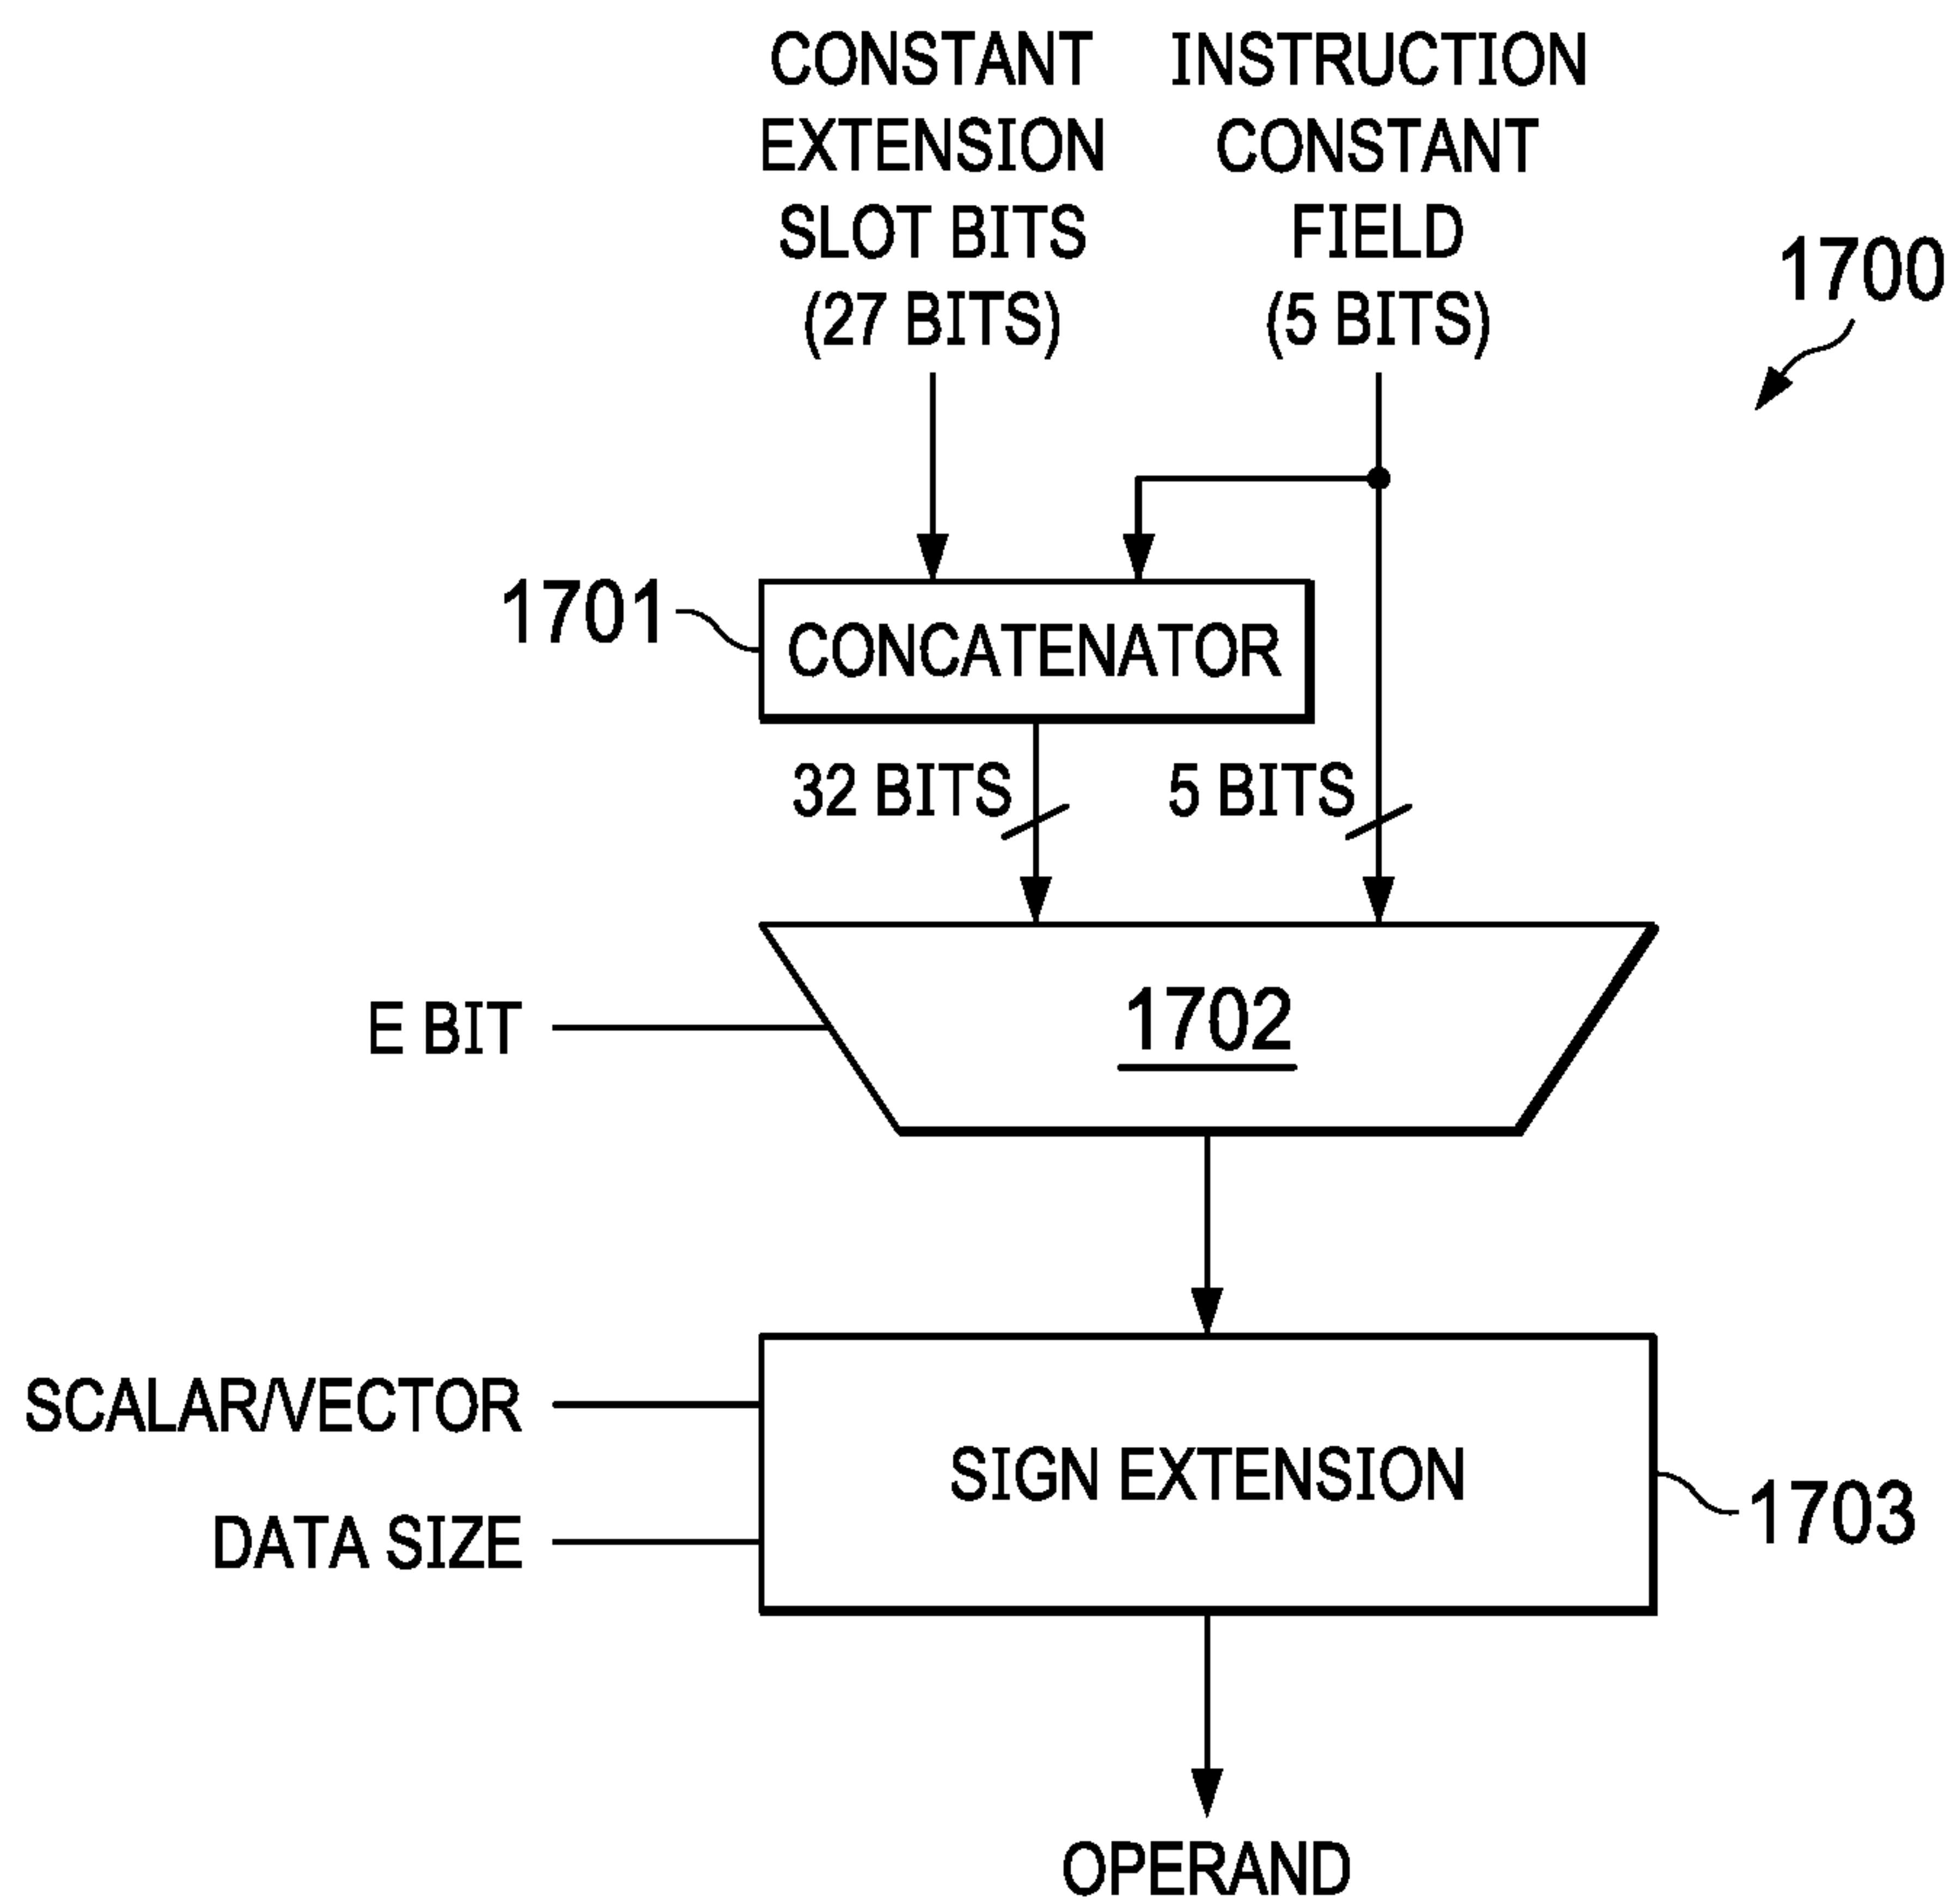 CONSTANT
EXTENSION
SLOT BITS
(27 BITS)
INSTRUCTION
CONSTANT
FIELD
(5 BITS)
1700
1701
CONCATENATOR
32 BITS
5 BITS
E BIT
1702
SCALAR/VECTOR
DATA SIZE
SIGN EXTENSION
1703
OPERAND